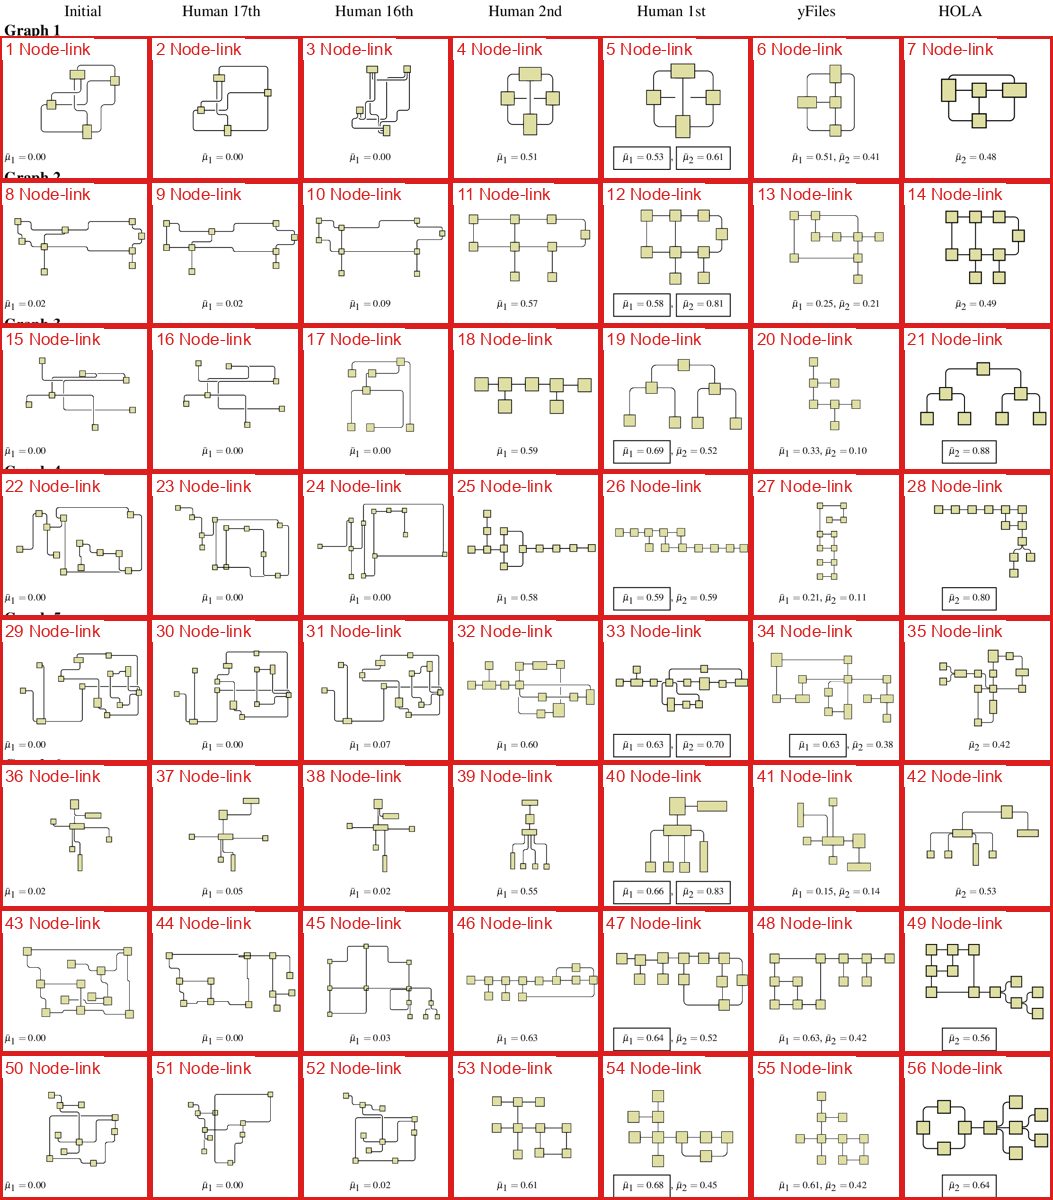 Initial Human 17th Human 16th Human 2nd Human 1st yFiles HOLA
Graph 1
1 Node-link 2 Node-link 3 Node-link 4 Node-link 5 Node-link 6 Node-link 7 Node-link
μ̄1 = 0.00 μ̄1 = 0.00 μ̄1 = 0.00 μ̄1 = 0.51 μ̄1 = 0.53 , μ̄2 = 0.61 μ̄1 = 0.51, μ̄2 = 0.41 μ̄2 = 0.48
Graph 2
8 Node-link 9 Node-link 10 Node-link 11 Node-link 12 Node-link 13 Node-link 14 Node-link
μ̄1 = 0.02 μ̄1 = 0.02 μ̄1 = 0.09 μ̄1 = 0.57 μ̄1 = 0.58 , μ̄2 = 0.81 μ̄1 = 0.25, μ̄2 = 0.21 μ̄2 = 0.49
Graph 3
15 Node-link 16 Node-link 17 Node-link 18 Node-link 19 Node-link 20 Node-link 21 Node-link
μ̄1 = 0.00 μ̄1 = 0.00 μ̄1 = 0.00 μ̄1 = 0.59 μ̄1 = 0.69 , μ̄2 = 0.52 μ̄1 = 0.33, μ̄2 = 0.10 μ̄2 = 0.88
Graph 4
22 Node-link 23 Node-link 24 Node-link 25 Node-link 26 Node-link 27 Node-link 28 Node-link
μ̄1 = 0.00 μ̄1 = 0.00 μ̄1 = 0.00 μ̄1 = 0.58 μ̄1 = 0.59 , μ̄2 = 0.59 μ̄1 = 0.21, μ̄2 = 0.11 μ̄2 = 0.80
Graph 5
29 Node-link 30 Node-link 31 Node-link 32 Node-link 33 Node-link 34 Node-link 35 Node-link
μ̄1 = 0.00 μ̄1 = 0.00 μ̄1 = 0.07 μ̄1 = 0.60 μ̄1 = 0.63 , μ̄2 = 0.70 μ̄1 = 0.63 , μ̄2 = 0.38 μ̄2 = 0.42
36 Node-link 37 Node-link 38 Node-link 39 Node-link 40 Node-link 41 Node-link 42 Node-link
μ̄1 = 0.02 μ̄1 = 0.05 μ̄1 = 0.02 μ̄1 = 0.55 μ̄1 = 0.66 , μ̄2 = 0.83 μ̄1 = 0.15, μ̄2 = 0.14 μ̄2 = 0.53
43 Node-link 44 Node-link 45 Node-link 46 Node-link 47 Node-link 48 Node-link 49 Node-link
μ̄1 = 0.00 μ̄1 = 0.00 μ̄1 = 0.03 μ̄1 = 0.63 μ̄1 = 0.64 , μ̄2 = 0.52 μ̄1 = 0.63, μ̄2 = 0.42 μ̄2 = 0.56
50 Node-link 51 Node-link 52 Node-link 53 Node-link 54 Node-link 55 Node-link 56 Node-link
μ̄1 = 0.00 μ̄1 = 0.00 μ̄1 = 0.02 μ̄1 = 0.61 μ̄1 = 0.68 , μ̄2 = 0.45 μ̄1 = 0.61, μ̄2 = 0.42 μ̄2 = 0.64